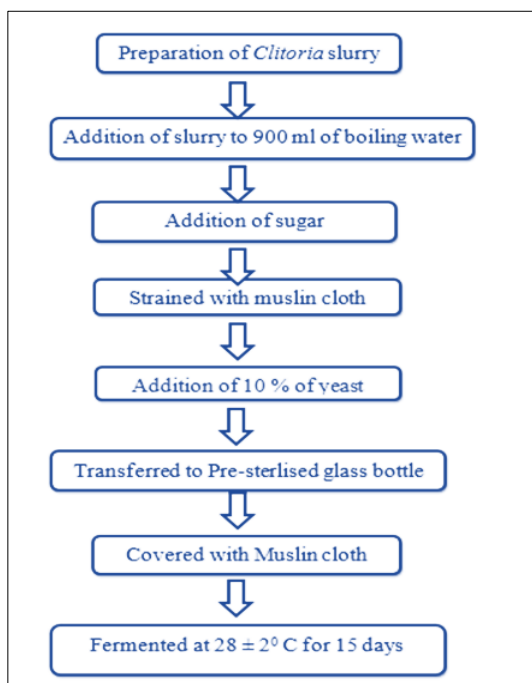 Preparation of Clitoria slurry
Addition of slurry to 900 ml of boiling water
Addition of sugar
Strained with muslin cloth
Addition of 10 % of yeast
Transferred to Pre-sterlised glass bottle
Covered with Muslin cloth
Fermented at 28 ± 2⁰ C for 15 days